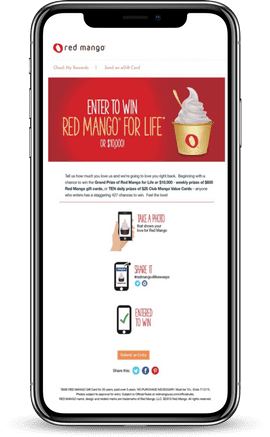 red mango
Check My Rewards | Send an eGift Card
ENTER TO WIN
RED MANGO® FOR LIFE*
OR $10,000!
Tell us how much you love us and we're going to love you right back. Beginning with a
chance to win the Grand Prize of Red Mango for Life or $10,000 - weekly prizes of $500
Red Mango gift cards, or TEN daily prizes of $25 Club Mango Value Cards - anyone
who enters has a staggering 427 chances to win. Feel the love!
TAKE A PHOTO
that shows your
love for Red Mango
SHARE IT
ENTERED
TO WIN
Submit an Entry
Share this: